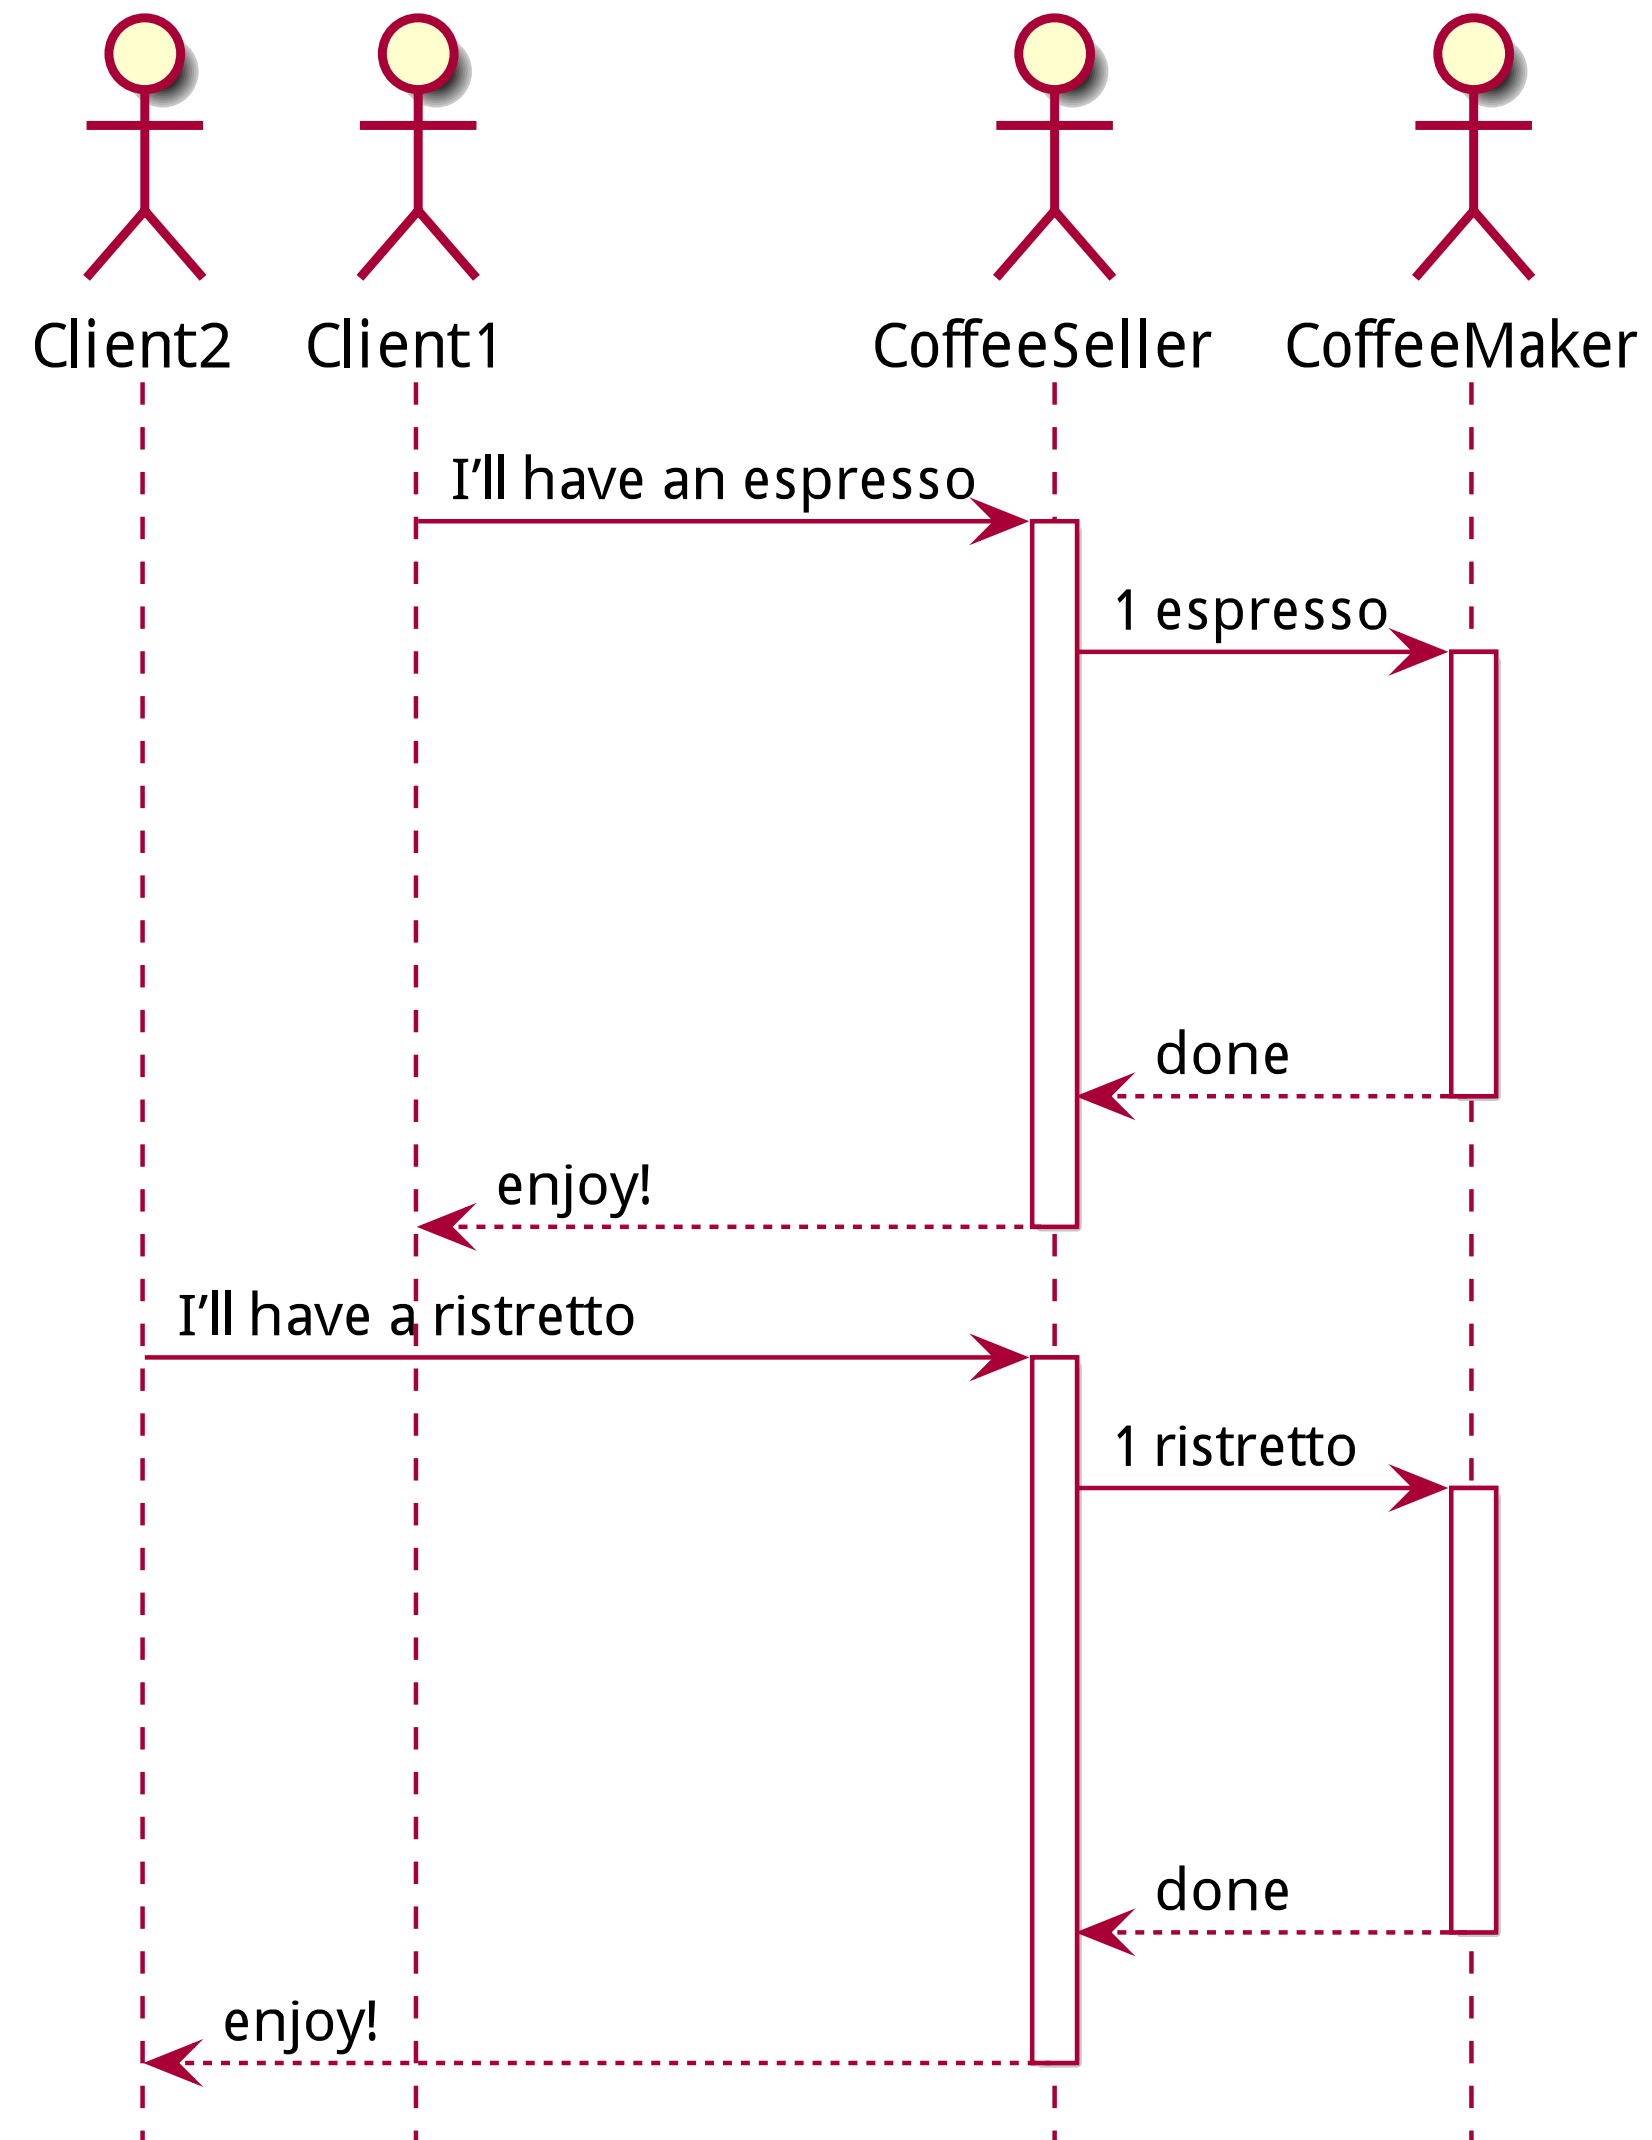 Client2 Client1 CoffeeSeller CoffeeMaker
I'll have an espresso
1 espresso
done
enjoy!
I'll have a ristretto
1 ristretto
done
enjoy!